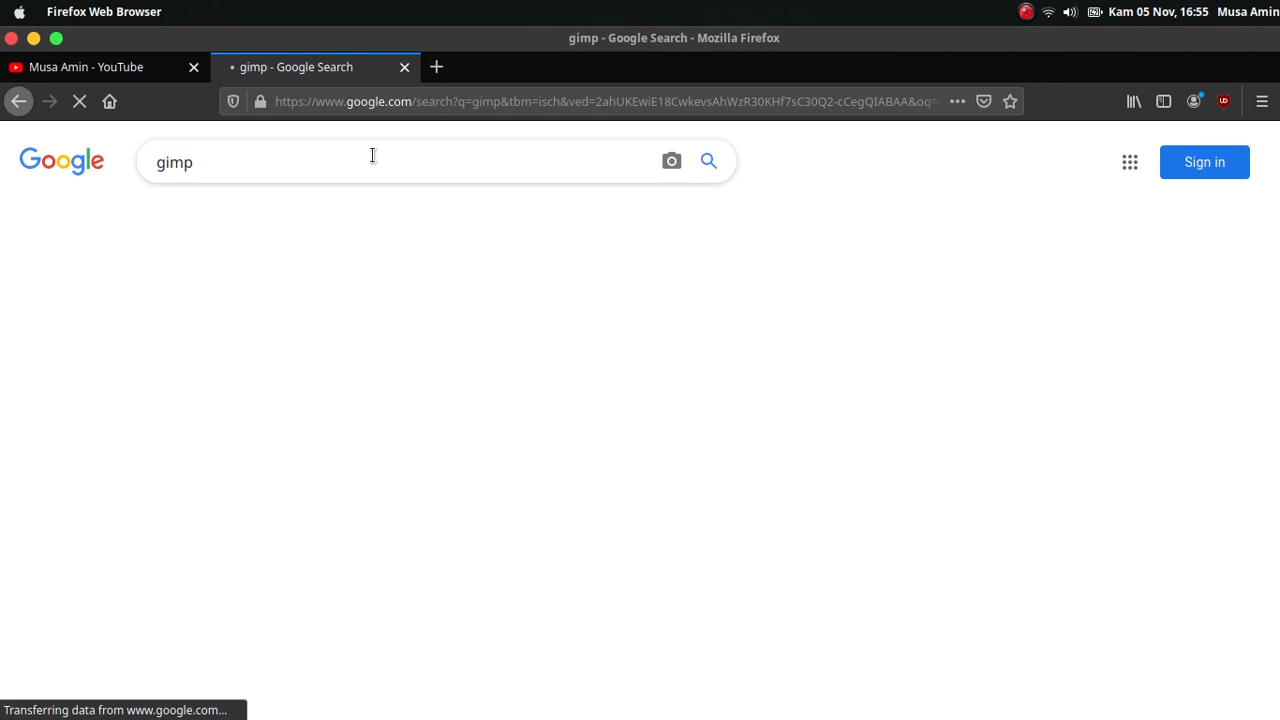 Firefox Web Browser
Kam 05 Nov, 16:55 Musa Amin
gimp - Google Search - Mozilla Firefox
Musa Amin - YouTube
gimp - Google Search
https://www.google.com/search?q=gimp&tbm=isch&ved=2ahUKEwiE18CwkevsAhWzR30KHf7sC30Q2-cCegQIABAA&oq=
UD
Google
gimp
Sign in
Transferring data from www.google.com...